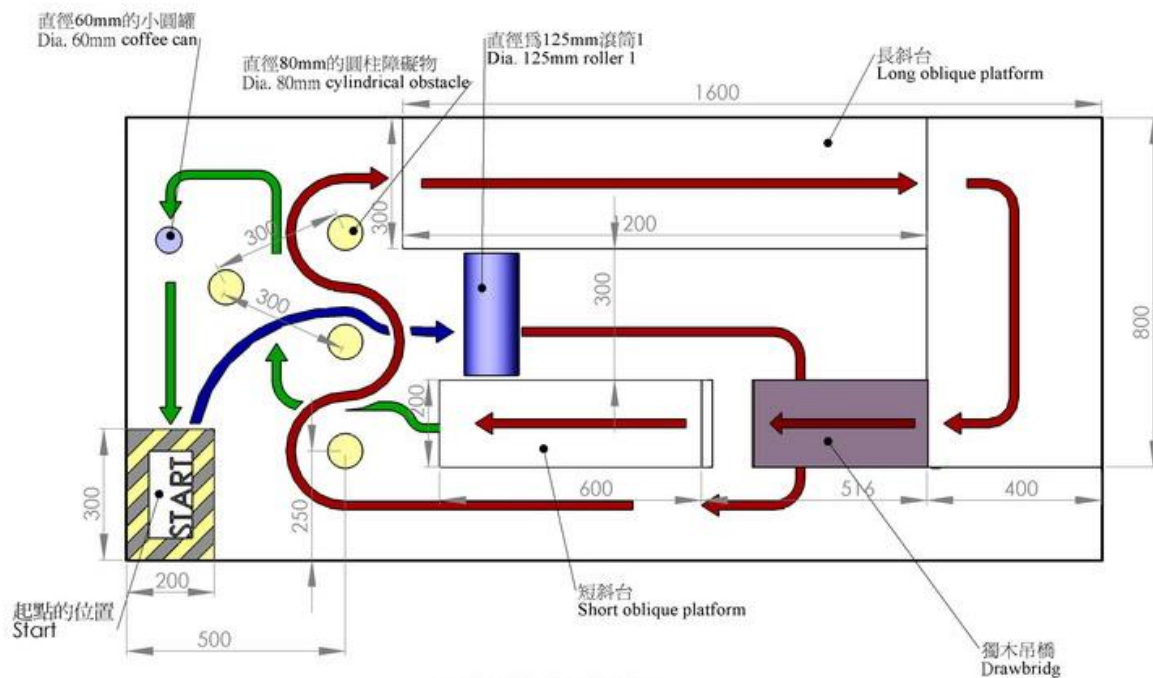 直徑60mm的小圓罐
Dia. 60mm coffee can
直徑80mm的圓柱障礙物
Dia. 80mm cylindrical obstacle
直徑爲125mm滾筒1
Dia. 125mm roller 1
長斜台
Long oblique platform
1600
300
300
1200
300
300
800
200
START
300
250
600
516
400
200
500
起點的位置
Start
短斜台
Short oblique platform
獨木吊橋
Drawbridg